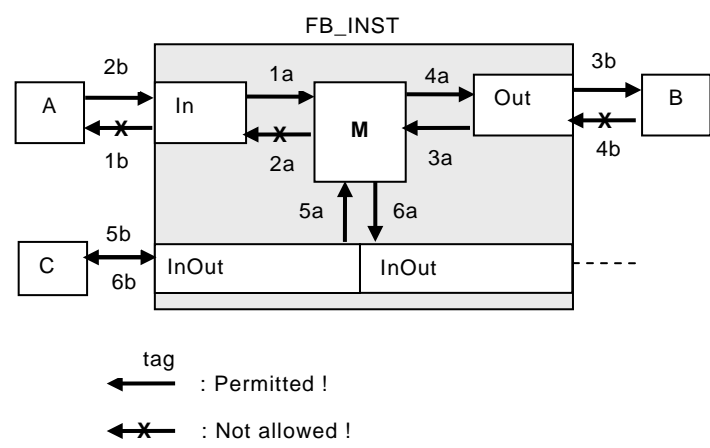 FB_INST
2b
1a
4a
3b
A
In
M
Out
B
1b
2a
3a
4b
5a
6a
5b
C
InOut
InOut
6b
tag
: Permitted !
X : Not allowed !